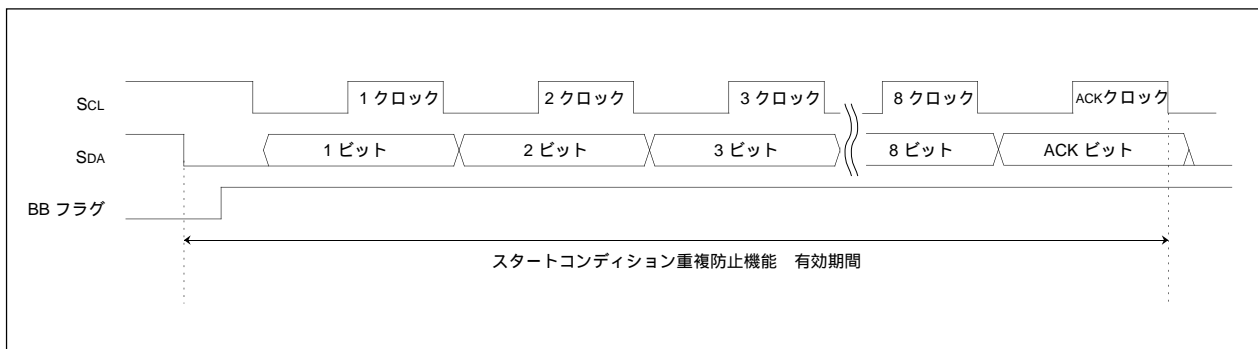 SCL 1 クロック 2 クロック 3 クロック 8 クロック ACKクロック
SDA 1 ビット 2 ビット 3 ビット 8 ビット ACK ビット
BB フラグ
スタートコンディション重複防止機能　有効期間